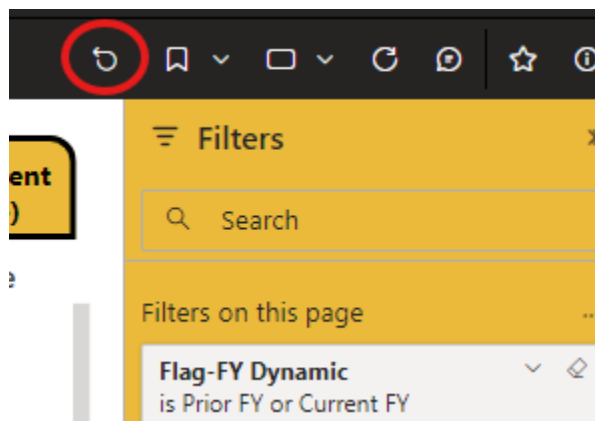 Filters
ent
)
Search
e
Filters on this page
Flag-FY Dynamic
is Prior FY or Current FY